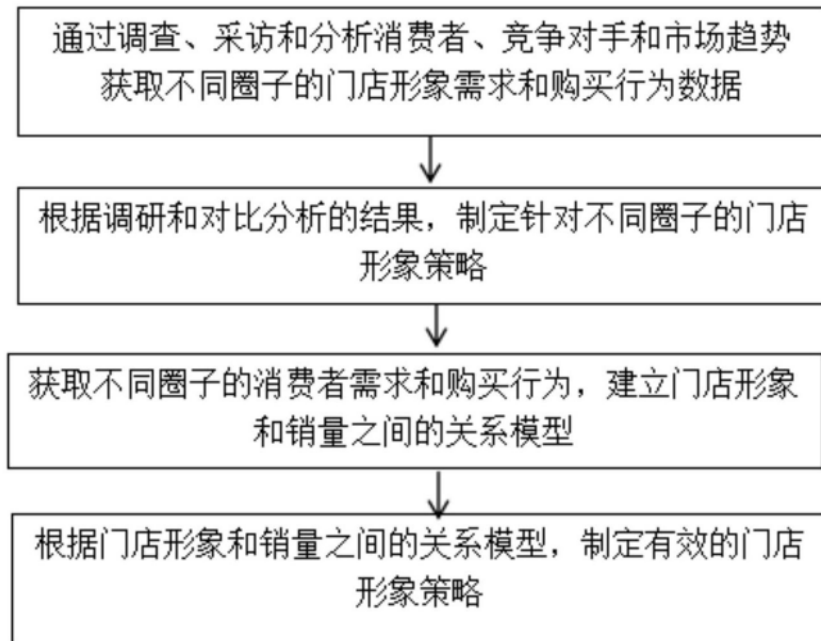 通过调查、采访和分析消费者、竞争对手和市场趋势
获取不同圈子的门店形象需求和购买行为数据
根据调研和对比分析的结果，制定针对不同圈子的门店
形象策略
获取不同圈子的消费者需求和购买行为，建立门店形象
和销量之间的关系模型
根据门店形象和销量之间的关系模型，制定有效的门店
形象策略